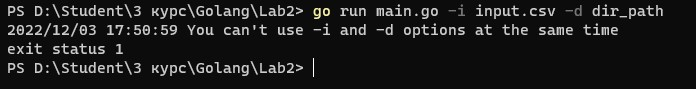 PS D:\Student\3 курс\Golang\Lab2> go run main.go -i input.csv -d dir_path
2022/12/03 17:50:59 You can't use -i and -d options at the same time
exit status 1
PS D:\Student\3 курс\Golang\Lab2>